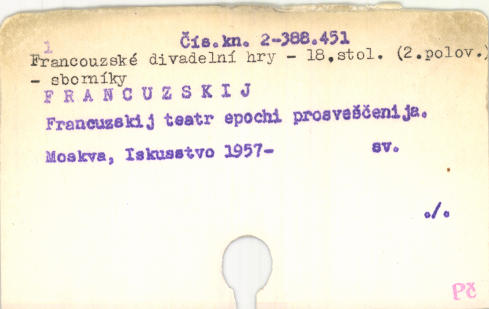 1
Čís.kn. 2-388.451
Francouzské divadelní hry - 18.stol. (2.polov.)
- sborníky
FRANCUZSKIJ
Francuzskij teatr epochi prosveščenija.
Moskva, Iskusstvo 1957- sv.
./.
Pč